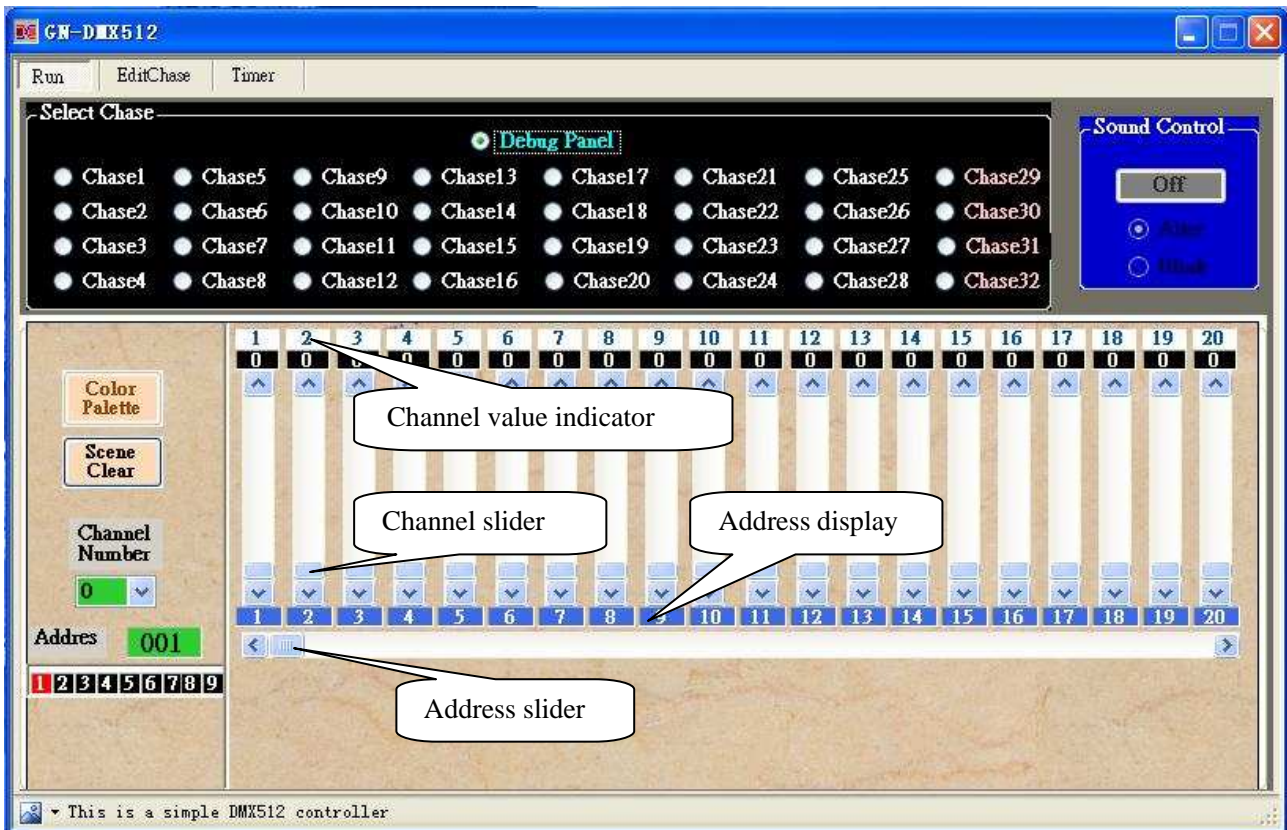 GN-DMX512
Run EditChase Timer
Select Chase
Debug Panel
Chase1 Chase5 Chase9 Chase13 Chase17 Chase21 Chase25 Chase29
Chase2 Chase6 Chase10 Chase14 Chase18 Chase22 Chase26 Chase30
Chase3 Chase7 Chase11 Chase15 Chase19 Chase23 Chase27 Chase31
Chase4 Chase8 Chase12 Chase16 Chase20 Chase24 Chase28 Chase32
Sound Control
Off
1 2 3 4 5 6 7 8 9 10 11 12 13 14 15 16 17 18 19 20
0 0 0 0 0 0 0 0 0 0 0 0 0 0 0 0 0 0 0 0
Color
Palette
Scene
Clear
Channel
Number
0
Addres 001
1 2 3 4 5 6 7 8 9
Channel value indicator
Channel slider
Address display
1 2 3 4 5 6 7 8 9 10 11 12 13 14 15 16 17 18 19 20
Address slider
This is a simple DMX512 controller